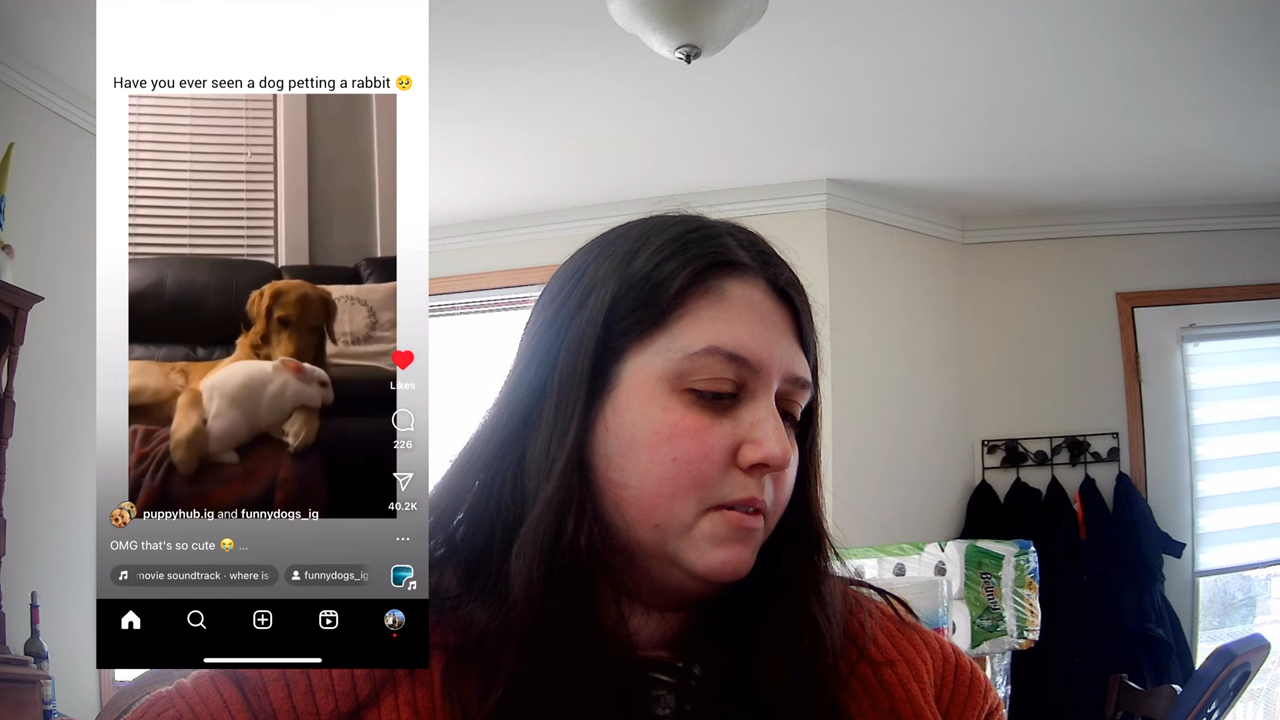 Have you ever seen a dog petting a rabbit 🥺
Likes
226
40.2K
puppyhub.ig and funnydogs_ig
OMG that's so cute 😭 ...
movie soundtrack · where is
funnydogs_ig
Bounty